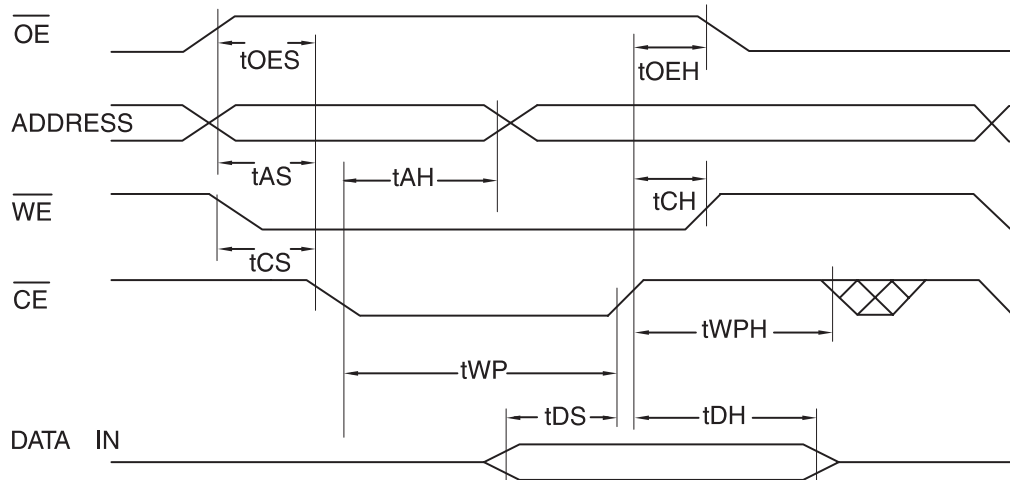 OE
tOES
tOEH
ADDRESS
tAS
tAH
tCH
WE
tCS
CE
tWPH
tWP
tDS
tDH
DATA IN